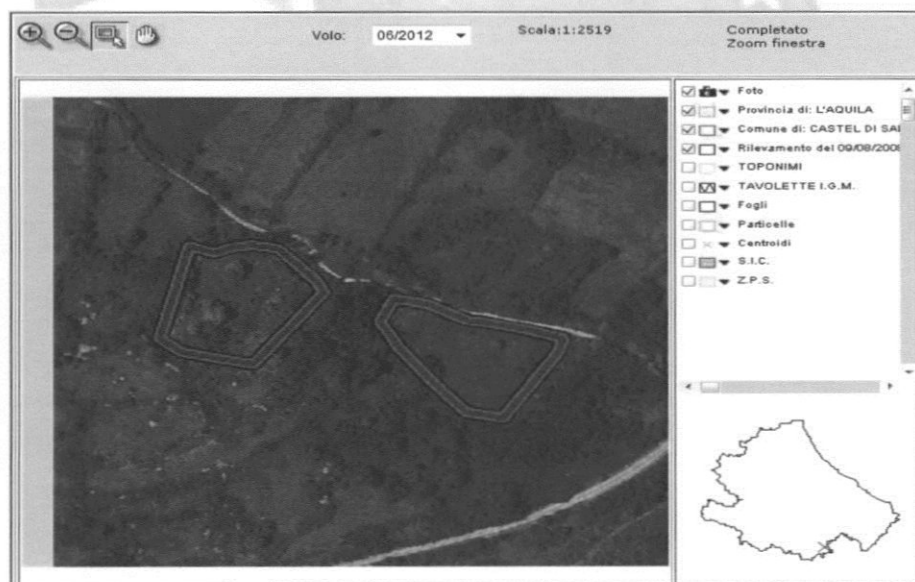 Volo: 06/2012 Scala:1:2519 Completato
Zoom finestra
Foto
Provincia di: L'AQUILA
Comune di: CASTEL DI SA
Rilevamento del 09/08/200
TOPONIMI
TAVOLETTE I.G.M.
Fogli
Particelle
Centroidi
S.I.C.
Z.P.S.